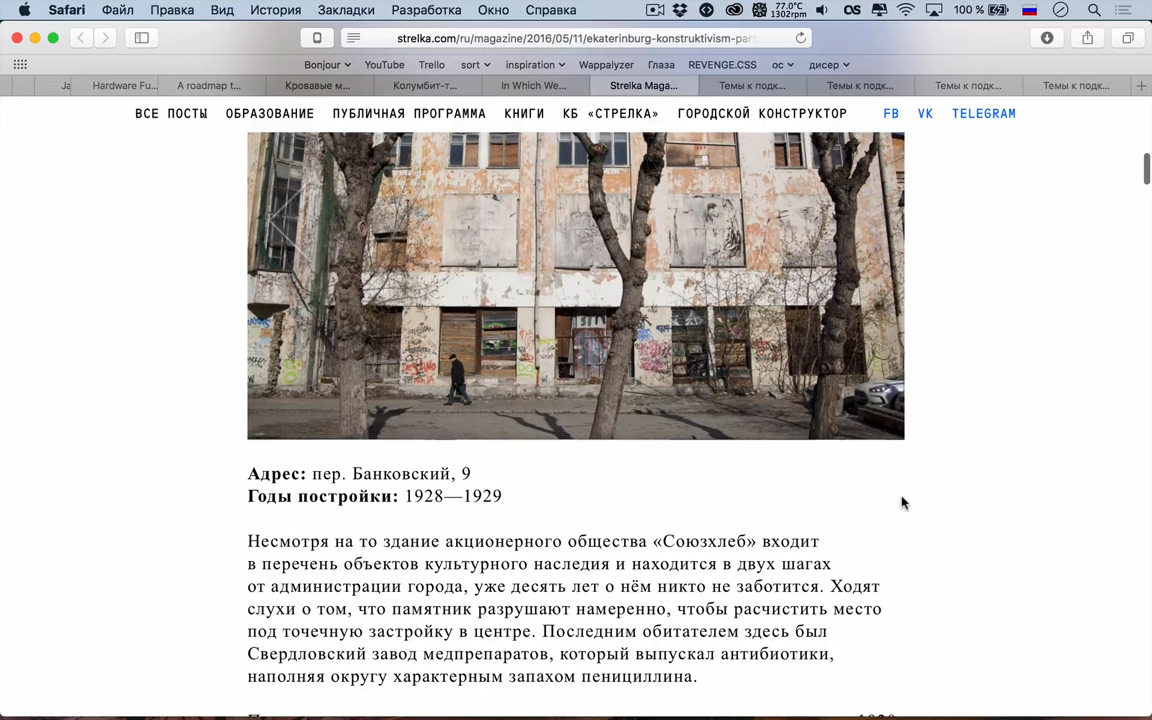 Safari Файл Правка Вид История Закладки Разработка Окно Справка 77.0°C 1302rpm 100 %
strelka.com/ru/magazine/2016/05/11/ekaterinburg-konstruktivism-part
Bonjour YouTube Trello sort inspiration Wappalyzer Глаза REVENGE.CSS ос дисер
Ja Hardware Fu... A roadmap t... Кровавые м... Колумбит-т... In Which We... Strelka Maga... Темы к подк... Темы к подк... Темы к подк... Темы к подк...
ВСЕ ПОСТЫ ОБРАЗОВАНИЕ ПУБЛИЧНАЯ ПРОГРАММА КНИГИ КБ «СТРЕЛКА» ГОРОДСКОЙ КОНСТРУКТОР FB VK TELEGRAM
Адрес: пер. Банковский, 9
Годы постройки: 1928—1929
Несмотря на то здание акционерного общества «Союзхлеб» входит
в перечень объектов культурного наследия и находится в двух шагах
от администрации города, уже десять лет о нём никто не заботится. Ходят
слухи о том, что памятник разрушают намеренно, чтобы расчистить место
под точечную застройку в центре. Последним обитателем здесь был
Свердловский завод медпрепаратов, который выпускал антибиотики,
наполняя округу характерным запахом пенициллина.